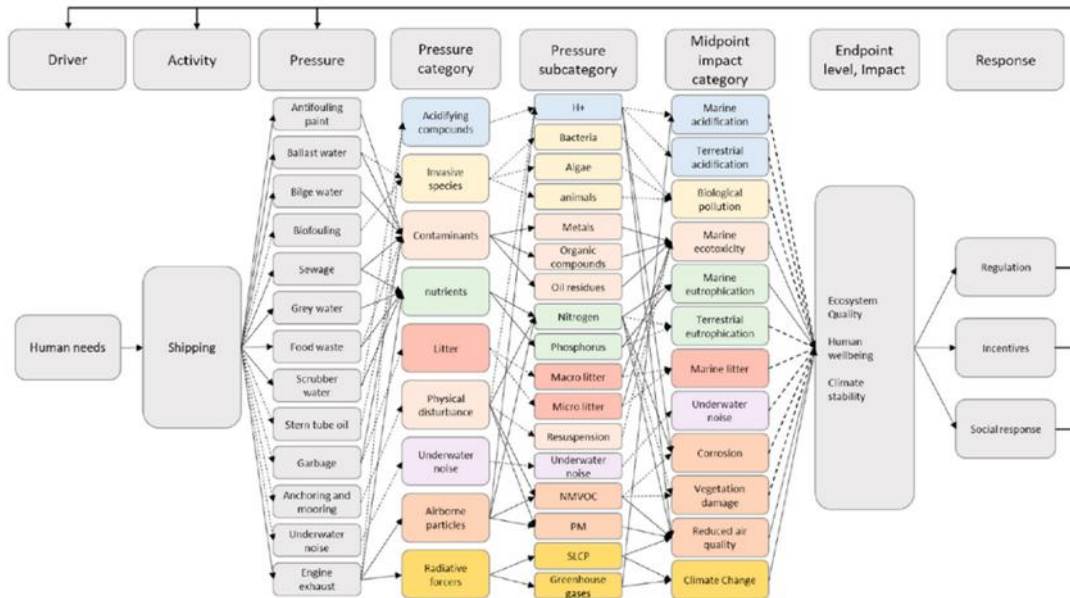 Driver
Activity
Pressure
Pressure
category
Pressure
subcategory
Midpoint
impact
category
Endpoint
level, Impact
Response
Human needs
Shipping
Antifouling
paint
Ballast water
Bilge water
Biofouling
Sewage
Grey water
Food waste
Scrubber
water
Stern tube oil
Garbage
Anchoring and
mooring
Underwater
noise
Engine
exhaust
Acidifying
compounds
Invasive
species
Contaminants
nutrients
Litter
Physical
disturbance
Underwater
noise
Airborne
particles
Radiative
forcers
H+
Bacteria
Algae
animals
Metals
Organic
compounds
Oil residues
Nitrogen
Phosphorus
Macro litter
Micro litter
Resuspension
Underwater
noise
NMVOC
PM
SLCP
Greenhouse
gases
Marine
acidification
Terrestrial
acidification
Biological
pollution
Marine
ecotoxicity
Marine
euthrophication
Terrestrial
euthrophication
Marine litter
Underwater
noise
Corrosion
Vegetation
damage
Reduced air
quality
Climate Change
Ecosystem
Quality
Human
wellbeing
Climate
stability
Regulation
Incentives
Social response